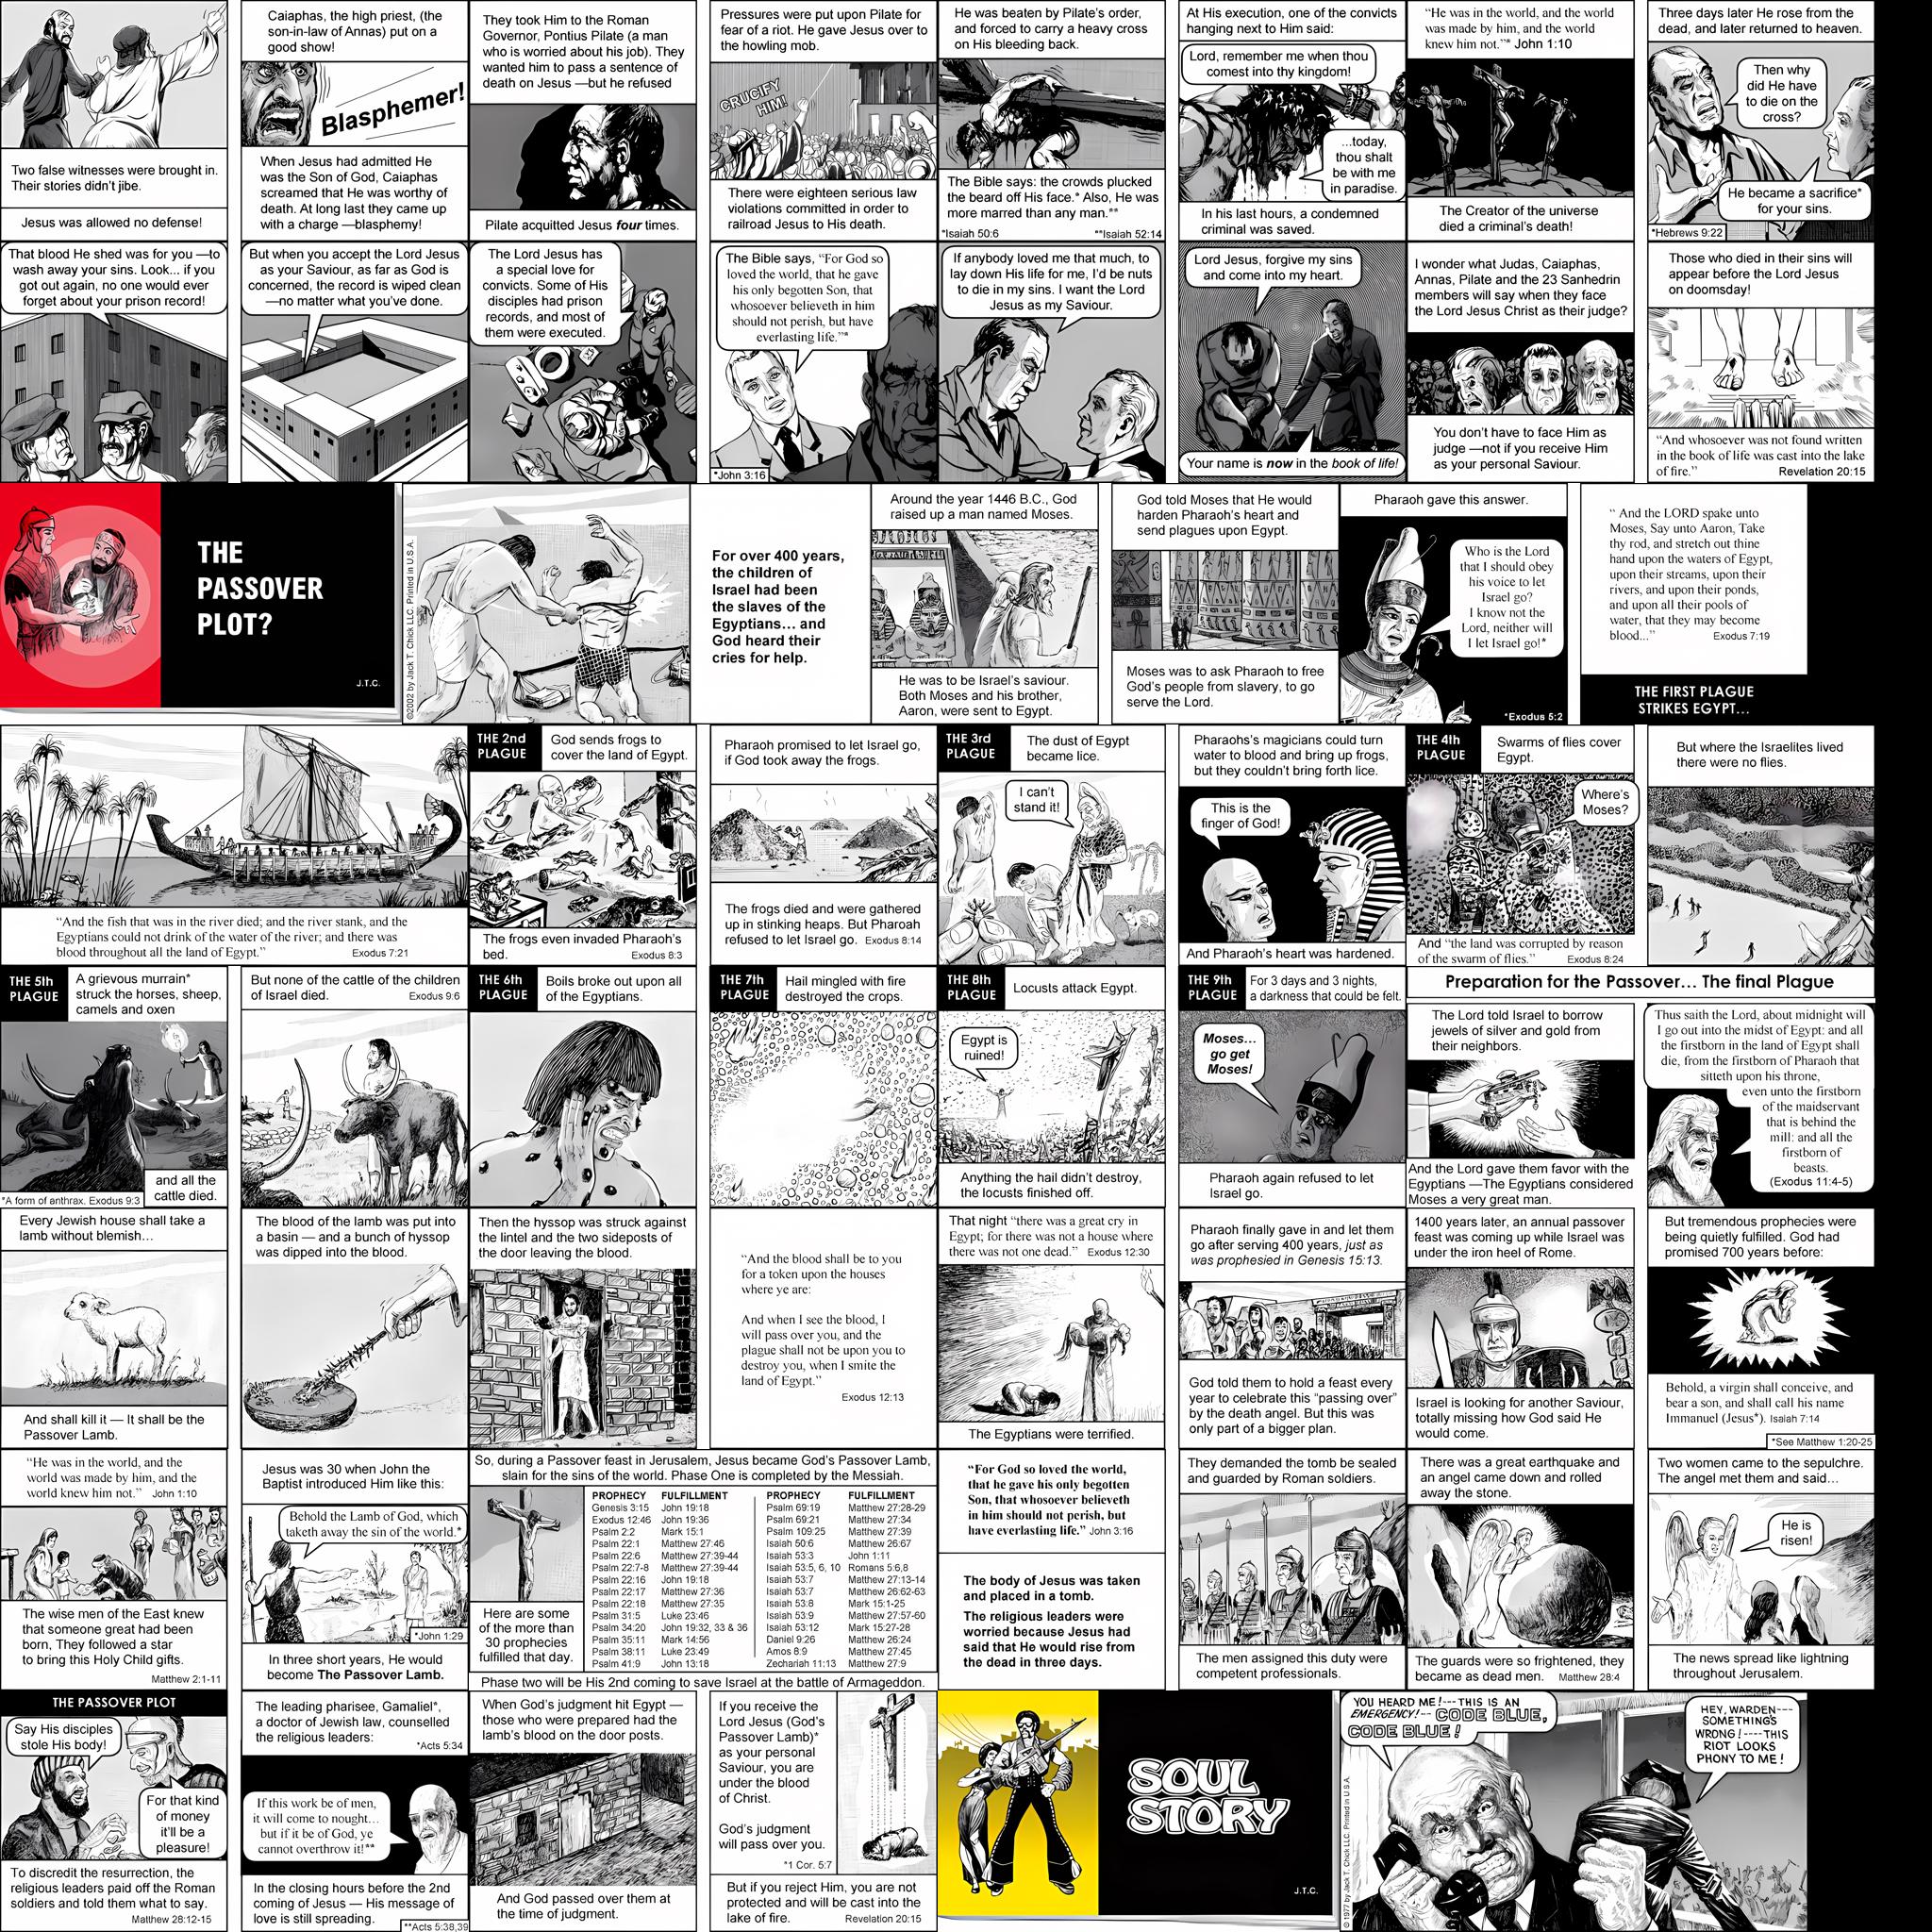 Two false witnesses were brought in.
Their stories didn't jibe.
Jesus was allowed no defense!
Caiaphas, the high priest, (the
son-in-law of Annas) put on a
good show!
Blasphemer!
When Jesus had admitted He
was the Son of God, Caiaphas
screamed that He was worthy of
death. At long last they came up
with a charge —blasphemy!
They took Him to the Roman
Governor, Pontius Pilate (a man
who is worried about his job). They
wanted him to pass a sentence of
death on Jesus —but he refused
Pilate acquitted Jesus four times.
Pressures were put upon Pilate for
fear of a riot. He gave Jesus over to
the howling mob.
CRUCIFY
HIM!
There were eighteen serious law
violations committed in order to
railroad Jesus to His death.
He was beaten by Pilate's order,
and forced to carry a heavy cross
on His bleeding back.
The Bible says: the crowds plucked
the beard off His face.* Also, He was
more marred than any man.**
*Isaiah 50:6 **Isaiah 52:14
At His execution, one of the convicts
hanging next to Him said:
Lord, remember me when thou
comest into thy kingdom!
...today,
thou shalt
be with me
in paradise.
In his last hours, a condemned
criminal was saved.
"He was in the world, and the world
was made by him, and the world
knew him not."* John 1:10
The Creator of the universe
died a criminal's death!
Three days later He rose from the
dead, and later returned to heaven.
Then why
did He have
to die on the
cross?
He became a sacrifice*
for your sins.
*Hebrews 9:22
That blood He shed was for you —to
wash away your sins. Look... if you
got out again, no one would ever
forget about your prison record!
But when you accept the Lord Jesus
as your Saviour, as far as God is
concerned, the record is wiped clean
—no matter what you've done.
The Lord Jesus has
a special love for
convicts. Some of His
disciples had prison
records, and most of
them were executed.
The Bible says, "For God so
loved the world, that he gave
his only begotten Son, that
whosoever believeth in him
should not perish, but have
everlasting life."*
*John 3:16
If anybody loved me that much, to
lay down His life for me, I'd be nuts
to die in my sins. I want the Lord
Jesus as my Saviour.
Lord Jesus, forgive my sins
and come into my heart.
Your name is now in the book of life!
I wonder what Judas, Caiaphas,
Annas, Pilate and the 23 Sanhedrin
members will say when they face
the Lord Jesus Christ as their judge?
You don't have to face Him as
judge —not if you receive Him
as your personal Saviour.
Those who died in their sins will
appear before the Lord Jesus
on doomsday!
"And whosoever was not found written
in the book of life was cast into the lake
of fire." Revelation 20:15
THE
PASSOVER
PLOT?
J.T.C.
©2002 by Jack T. Chick LLC. Printed in U.S.A.
For over 400 years,
the children of
Israel had been
the slaves of the
Egyptians... and
God heard their
cries for help.
Around the year 1446 B.C., God
raised up a man named Moses.
He was to be Israel's saviour.
Both Moses and his brother,
Aaron, were sent to Egypt.
God told Moses that He would
harden Pharaoh's heart and
send plagues upon Egypt.
Moses was to ask Pharaoh to free
God's people from slavery, to go
serve the Lord.
Pharaoh gave this answer.
Who is the Lord
that I should obey
his voice to let
Israel go?
I know not the
Lord, neither will
I let Israel go!*
*Exodus 5:2
" And the LORD spake unto
Moses, Say unto Aaron, Take
thy rod, and stretch out thine
hand upon the waters of Egypt,
upon their streams, upon their
rivers, and upon their ponds,
and upon all their pools of
water, that they may become
blood..." Exodus 7:19
THE FIRST PLAGUE
STRIKES EGYPT...
"And the fish that was in the river died; and the river stank, and the
Egyptians could not drink of the water of the river; and there was
blood throughout all the land of Egypt." Exodus 7:21
THE 2nd
PLAGUE
God sends frogs to
cover the land of Egypt.
The frogs even invaded Pharaoh's
bed. Exodus 8:3
Pharaoh promised to let Israel go,
if God took away the frogs.
The frogs died and were gathered
up in stinking heaps. But Pharoah
refused to let Israel go. Exodus 8:14
THE 3rd
PLAGUE
The dust of Egypt
became lice.
I can't
stand it!
Pharaohs's magicians could turn
water to blood and bring up frogs,
but they couldn't bring forth lice.
This is the
finger of God!
And Pharaoh's heart was hardened.
THE 4th
PLAGUE
Swarms of flies cover
Egypt.
Where's
Moses?
And "the land was corrupted by reason
of the swarm of flies." Exodus 8:24
But where the Israelites lived
there were no flies.
THE 5th
PLAGUE
A grievous murrain*
struck the horses, sheep,
camels and oxen
and all the
cattle died.
*A form of anthrax. Exodus 9:3
But none of the cattle of the children
of Israel died. Exodus 9:6
THE 6th
PLAGUE
Boils broke out upon all
of the Egyptians.
THE 7th
PLAGUE
Hail mingled with fire
destroyed the crops.
THE 8th
PLAGUE
Locusts attack Egypt.
Egypt is
ruined!
Anything the hail didn't destroy,
the locusts finished off.
THE 9th
PLAGUE
For 3 days and 3 nights,
a darkness that could be felt.
Moses...
go get
Moses!
Pharaoh again refused to let
Israel go.
Preparation for the Passover... The final Plague
The Lord told Israel to borrow
jewels of silver and gold from
their neighbors.
And the Lord gave them favor with the
Egyptians —The Egyptians considered
Moses a very great man.
Thus saith the Lord, about midnight will
I go out into the midst of Egypt: and all
the firstborn in the land of Egypt shall
die, from the firstborn of Pharaoh that
sitteth upon his throne,
even unto the firstborn
of the maidservant
that is behind the
mill: and all the
firstborn of
beasts.
(Exodus 11:4-5)
Every Jewish house shall take a
lamb without blemish...
And shall kill it — It shall be the
Passover Lamb.
The blood of the lamb was put into
a basin — and a bunch of hyssop
was dipped into the blood.
Then the hyssop was struck against
the lintel and the two sideposts of
the door leaving the blood.
"And the blood shall be to you
for a token upon the houses
where ye are:
And when I see the blood, I
will pass over you, and the
plague shall not be upon you to
destroy you, when I smite the
land of Egypt."
Exodus 12:13
That night "there was a great cry in
Egypt; for there was not a house where
there was not one dead." Exodus 12:30
The Egyptians were terrified.
Pharaoh finally gave in and let them
go after serving 400 years, just as
was prophesied in Genesis 15:13.
God told them to hold a feast every
year to celebrate this "passing over"
by the death angel. But this was
only part of a bigger plan.
1400 years later, an annual passover
feast was coming up while Israel was
under the iron heel of Rome.
Israel is looking for another Saviour,
totally missing how God said He
would come.
But tremendous prophecies were
being quietly fulfilled. God had
promised 700 years before:
Behold, a virgin shall conceive, and
bear a son, and shall call his name
Immanuel (Jesus*). Isaiah 7:14
*See Matthew 1:20-25
"He was in the world, and the
world was made by him, and the
world knew him not." John 1:10
The wise men of the East knew
that someone great had been
born, They followed a star
to bring this Holy Child gifts.
Matthew 2:1-11
Jesus was 30 when John the
Baptist introduced Him like this:
Behold the Lamb of God, which
taketh away the sin of the world.*
*John 1:29
In three short years, He would
become The Passover Lamb.
So, during a Passover feast in Jerusalem, Jesus became God's Passover Lamb,
slain for the sins of the world. Phase One is completed by the Messiah.
Here are some
of the more than
30 prophecies
fulfilled that day.
PROPHECY FULFILLMENT PROPHECY FULFILLMENT
Genesis 3:15 John 19:18 Psalm 69:19 Matthew 27:28-29
Exodus 12:46 John 19:36 Psalm 69:21 Matthew 27:34
Psalm 2:2 Mark 15:1 Psalm 109:25 Matthew 27:39
Psalm 22:1 Matthew 27:46 Isaiah 50:6 Matthew 26:67
Psalm 22:6 Matthew 27:39-44 Isaiah 53:3 John 1:11
Psalm 22:7-8 Matthew 27:39-44 Isaiah 53:5, 6, 10 Romans 5:6,8
Psalm 22:16 John 19:18 Isaiah 53:7 Matthew 27:13-14
Psalm 22:17 Matthew 27:36 Isaiah 53:7 Matthew 26:62-63
Psalm 22:18 Matthew 27:35 Isaiah 53.8 Mark 15:1-25
Psalm 31:5 Luke 23:46 Isaiah 53:9 Matthew 27:57-60
Psalm 34:20 John 19:32, 33 & 36 Isaiah 53:12 Mark 15:27-28
Psalm 35:11 Mark 14:56 Daniel 9:26 Matthew 26:24
Psalm 38:11 Luke 23:49 Amos 8:9 Matthew 27:45
Psalm 41:9 John 13:18 Zechariah 11:13 Matthew 27:9
Phase two will be His 2nd coming to save Israel at the battle of Armageddon.
"For God so loved the world,
that he gave his only begotten
Son, that whosoever believeth
in him should not perish, but
have everlasting life." John 3:16
The body of Jesus was taken
and placed in a tomb.
The religious leaders were
worried because Jesus had
said that He would rise from
the dead in three days.
They demanded the tomb be sealed
and guarded by Roman soldiers.
The men assigned this duty were
competent professionals.
There was a great earthquake and
an angel came down and rolled
away the stone.
The guards were so frightened, they
became as dead men. Matthew 28:4
Two women came to the sepulchre.
The angel met them and said...
He is
risen!
The news spread like lightning
throughout Jerusalem.
THE PASSOVER PLOT
Say His disciples
stole His body!
For that kind
of money
it'll be a
pleasure!
To discredit the resurrection, the
religious leaders paid off the Roman
soldiers and told them what to say.
Matthew 28:12-15
The leading pharisee, Gamaliel*,
a doctor of Jewish law, counselled
the religious leaders:
*Acts 5:34
If this work be of men,
it will come to nought...
but if it be of God, ye
cannot overthrow it!**
In the closing hours before the 2nd
coming of Jesus — His message of
love is still spreading.
**Acts 5:38,39
When God's judgment hit Egypt —
those who were prepared had the
lamb's blood on the door posts.
And God passed over them at
the time of judgment.
If you receive the
Lord Jesus (God's
Passover Lamb)*
as your personal
Saviour, you are
under the blood
of Christ.
God's judgment
will pass over you.
*1 Cor. 5:7
But if you reject Him, you are not
protected and will be cast into the
lake of fire. Revelation 20:15
SOUL
STORY
J.T.C.
© 1977 by Jack T. Chick LLC. Printed in U.S.A.
YOU HEARD ME!---THIS IS AN
EMERGENCY!-- CODE BLUE,
CODE BLUE!
HEY, WARDEN---
SOMETHING'S
WRONG!----THIS
RIOT LOOKS
PHONY TO ME!